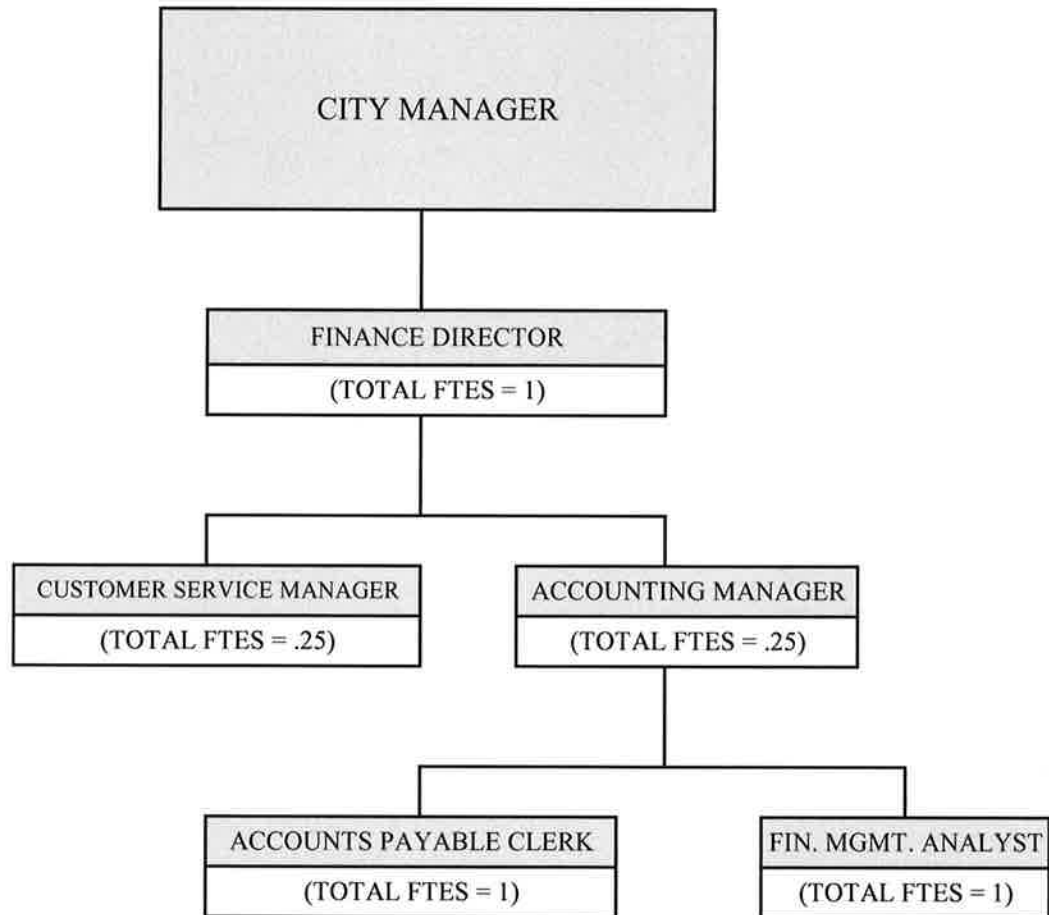 CITY MANAGER
FINANCE DIRECTOR
(TOTAL FTES = 1)
CUSTOMER SERVICE MANAGER
(TOTAL FTES = .25)
ACCOUNTING MANAGER
(TOTAL FTES = .25)
ACCOUNTS PAYABLE CLERK
(TOTAL FTES = 1)
FIN. MGMT. ANALYST
(TOTAL FTES = 1)